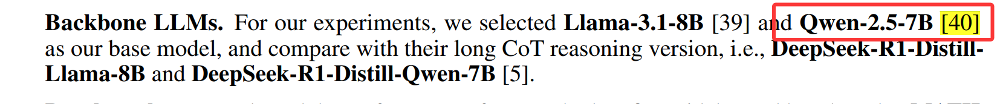 Backbone LLMs. For our experiments, we selected Llama-3.1-8B [39] and Qwen-2.5-7B [40]
as our base model, and compare with their long CoT reasoning version, i.e., DeepSeek-R1-Distill-
Llama-8B and DeepSeek-R1-Distill-Qwen-7B [5].